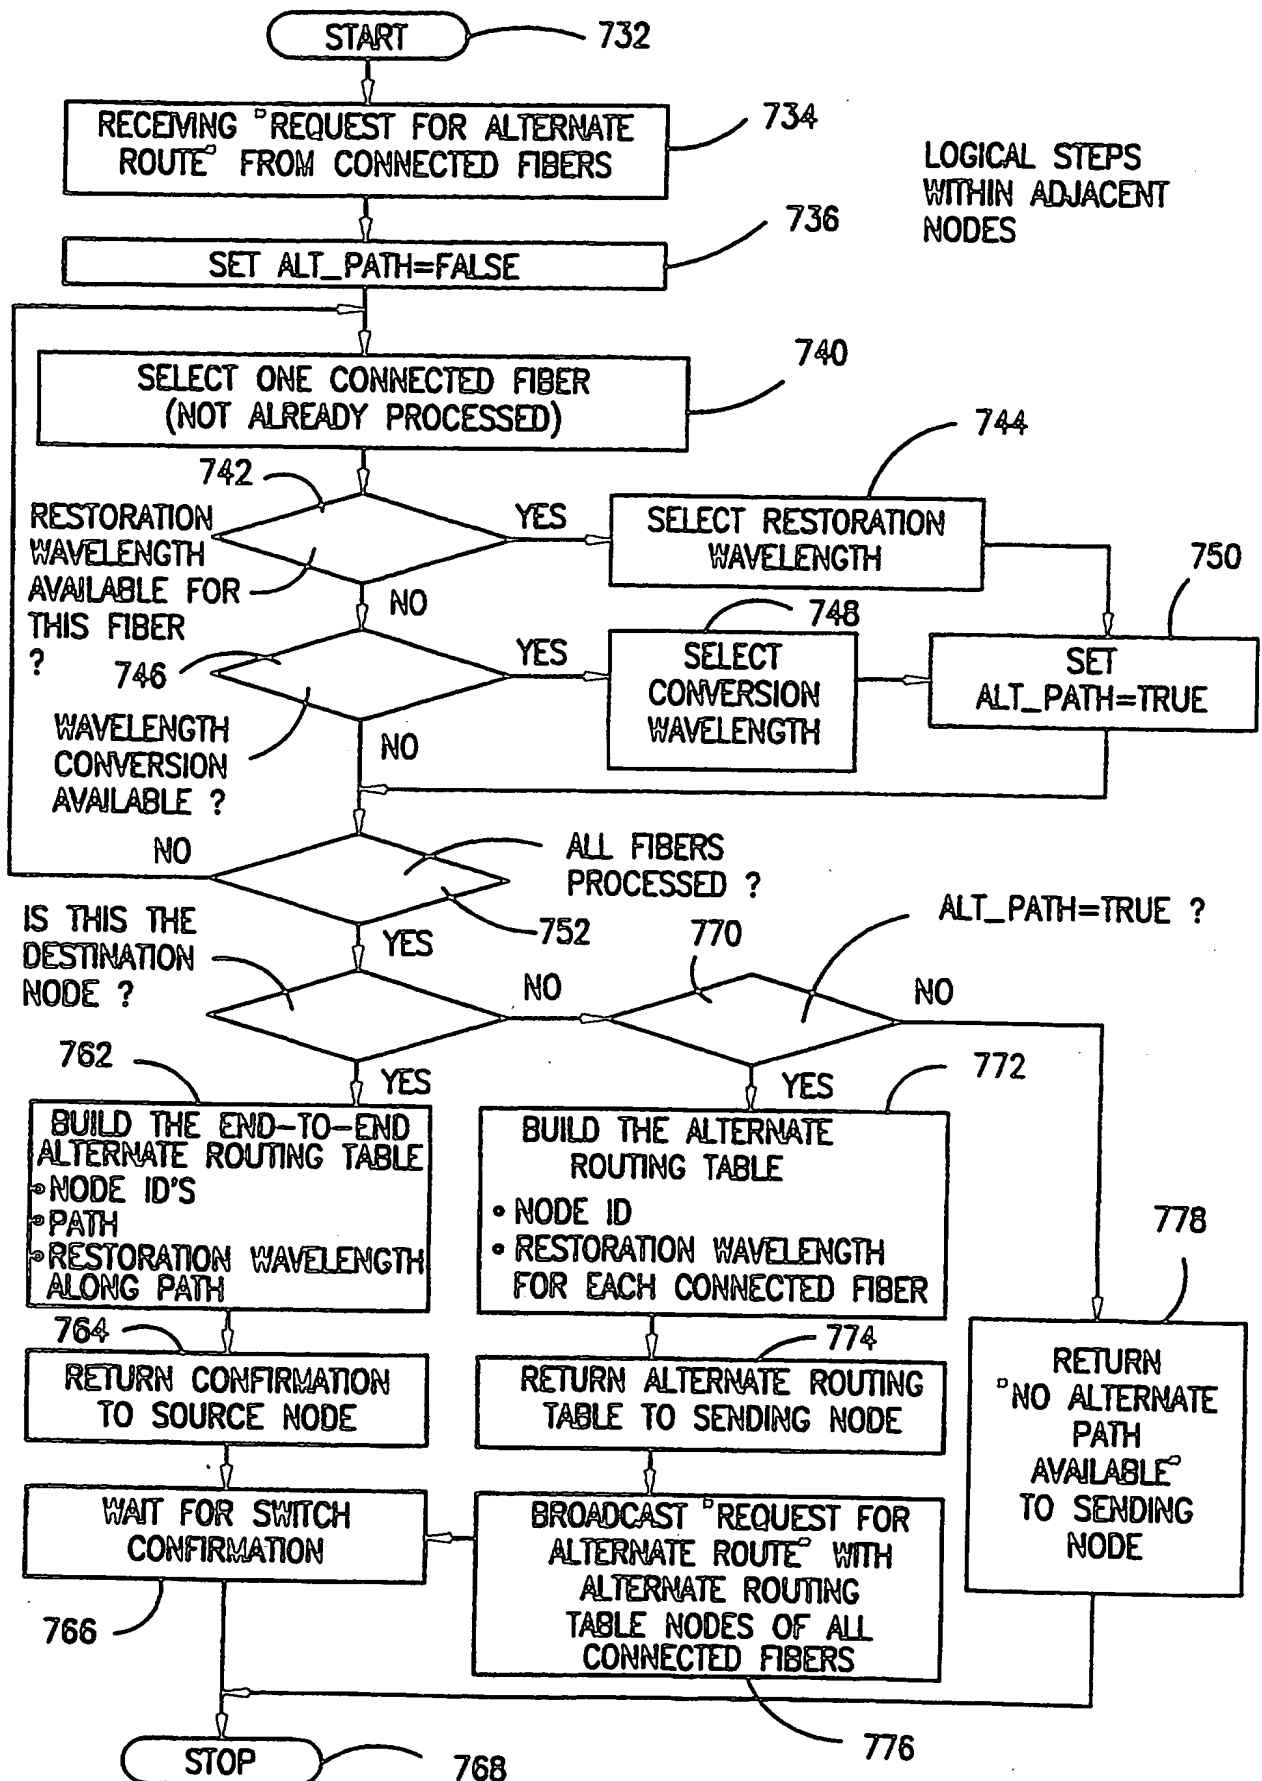 START
732
RECEIVING "REQUEST FOR ALTERNATE
ROUTE" FROM CONNECTED FIBERS
734
LOGICAL STEPS
WITHIN ADJACENT
NODES
736
SET ALT_PATH=FALSE
740
SELECT ONE CONNECTED FIBER
(NOT ALREADY PROCESSED)
744
742
RESTORATION
WAVELENGTH
AVAILABLE FOR
THIS FIBER
?
YES
SELECT RESTORATION
WAVELENGTH
750
NO
748
746
YES
SELECT
CONVERSION
WAVELENGTH
SET
ALT_PATH=TRUE
WAVELENGTH
CONVERSION
AVAILABLE ?
NO
NO
ALL FIBERS
PROCESSED ?
752
YES
IS THIS THE
DESTINATION
NODE ?
NO
770
ALT_PATH=TRUE ?
NO
762
YES
YES
772
BUILD THE END-TO-END
ALTERNATE ROUTING TABLE
•NODE ID'S
•PATH
•RESTORATION WAVELENGTH
ALONG PATH
BUILD THE ALTERNATE
ROUTING TABLE
• NODE ID
• RESTORATION WAVELENGTH
FOR EACH CONNECTED FIBER
778
764
RETURN CONFIRMATION
TO SOURCE NODE
774
RETURN ALTERNATE ROUTING
TABLE TO SENDING NODE
RETURN
"NO ALTERNATE
PATH
AVAILABLE"
TO SENDING
NODE
WAIT FOR SWITCH
CONFIRMATION
766
BROADCAST "REQUEST FOR
ALTERNATE ROUTE" WITH
ALTERNATE ROUTING
TABLE NODES OF ALL
CONNECTED FIBERS
776
STOP
768